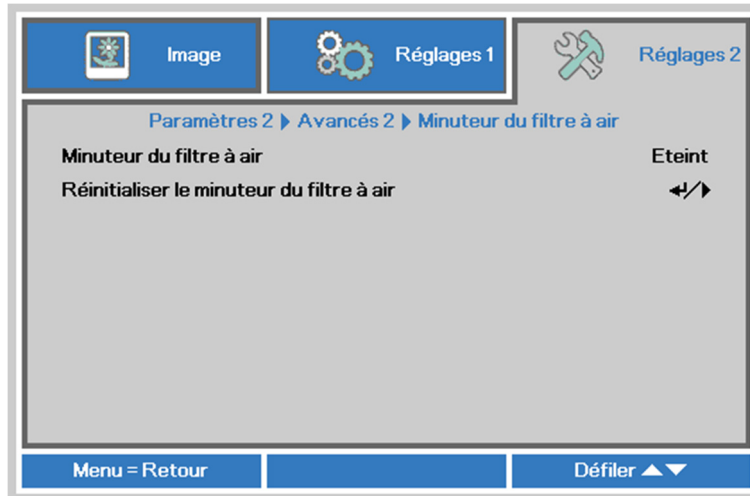 Image
Réglages 1
Réglages 2
Paramètres 2 ▶ Avancés 2 ▶ Minuteur du filtre à air
Minuteur du filtre à air Eteint
Réinitialiser le minuteur du filtre à air ↵/▶
Menu = Retour
Défiler ▲▼